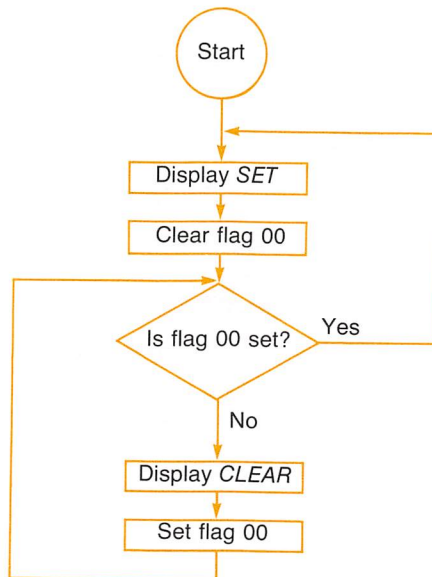 Start
Display SET
Clear flag 00
Is flag 00 set?
Yes
No
Display CLEAR
Set flag 00